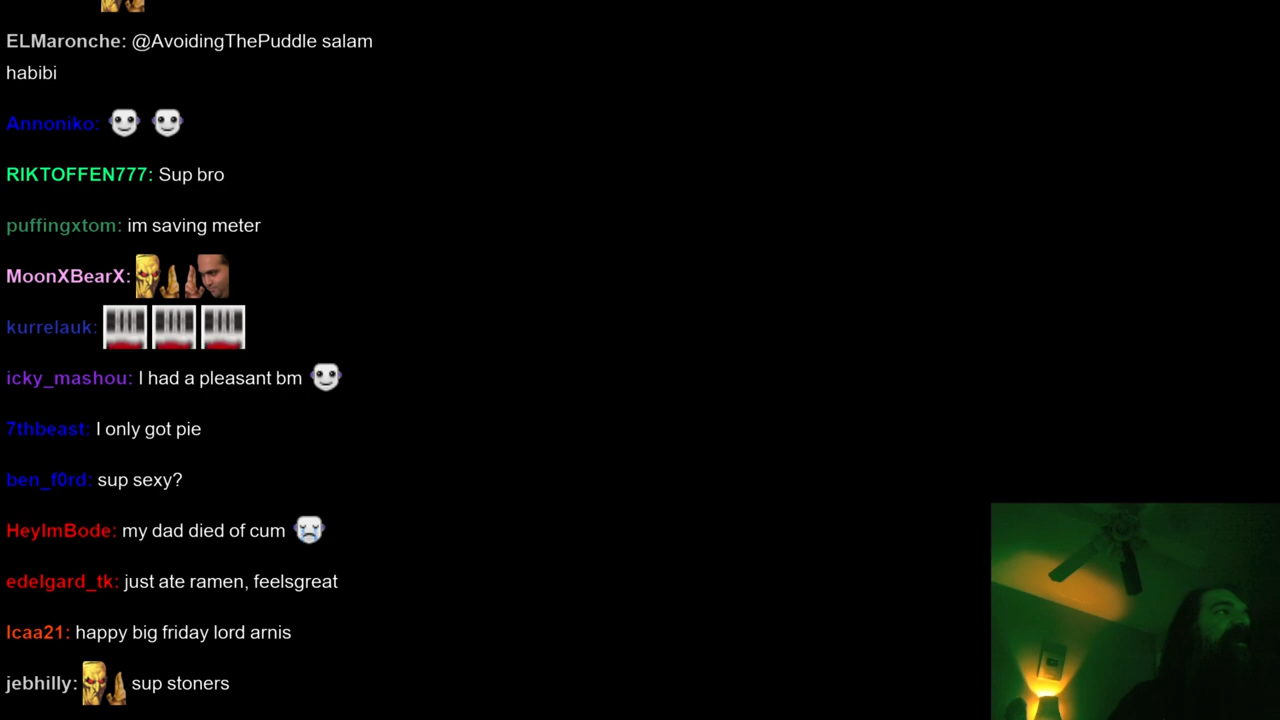 ELMaronche: @AvoidingThePuddle salam
habibi
Annoniko:
RIKTOFFEN777: Sup bro
puffingxtom: im saving meter
MoonXBearX:
kurrelauk:
icky_mashou: I had a pleasant bm
7thbeast: I only got pie
ben_f0rd: sup sexy?
HeyImBode: my dad died of cum
edelgard_tk: just ate ramen, feelsgreat
lcaa21: happy big friday lord arnis
jebhilly: sup stoners